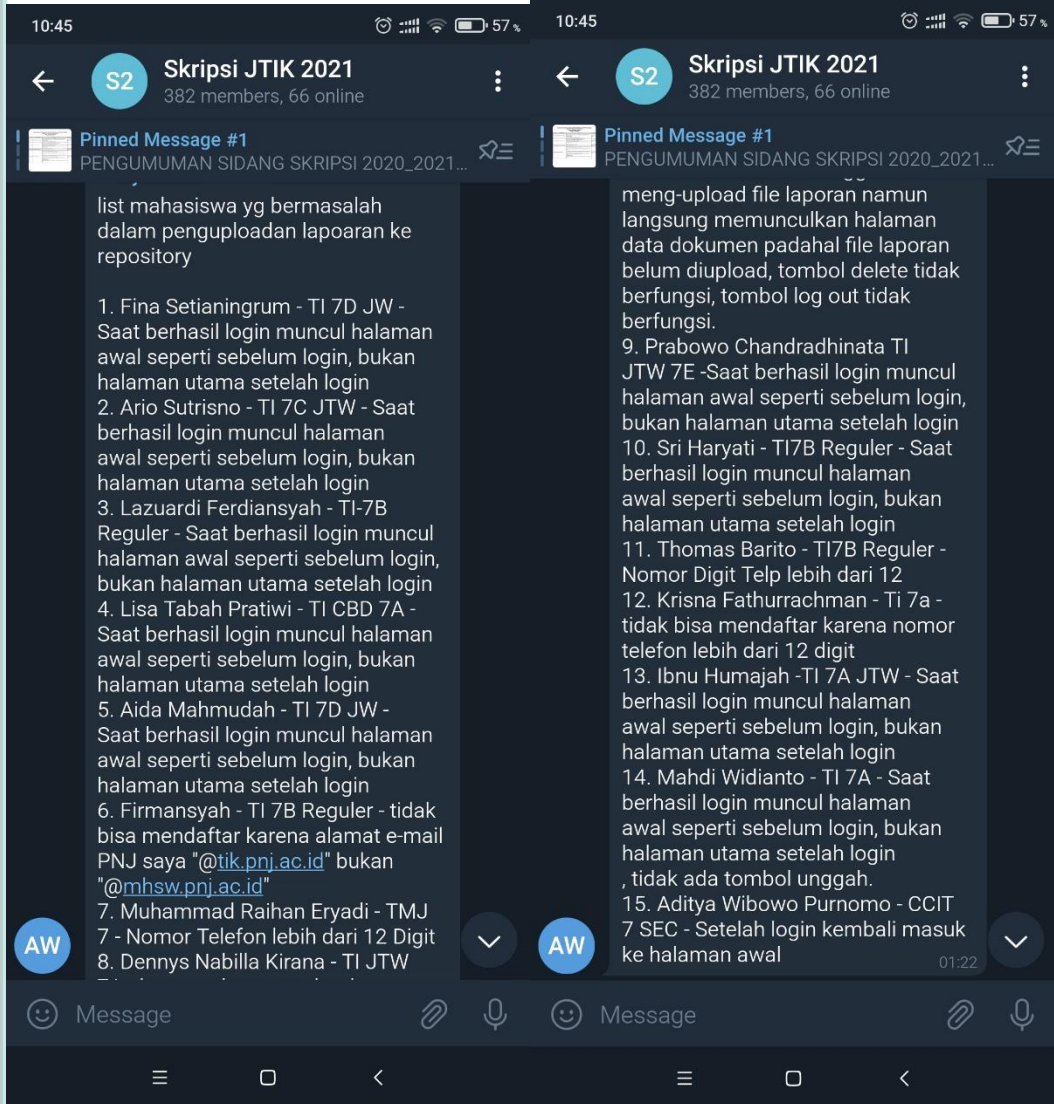 10:45
57 %
S2
Skripsi JTIK 2021
382 members, 66 online
Pinned Message #1
PENGUMUMAN SIDANG SKRIPSI 2020_2021...
list mahasiswa yg bermasalah
dalam penguploadan lapoaran ke
repository
1. Fina Setianingrum - TI 7D JW -
Saat berhasil login muncul halaman
awal seperti sebelum login, bukan
halaman utama setelah login
2. Ario Sutrisno - TI 7C JTW - Saat
berhasil login muncul halaman
awal seperti sebelum login, bukan
halaman utama setelah login
3. Lazuardi Ferdiansyah - TI-7B
Reguler - Saat berhasil login muncul
halaman awal seperti sebelum login,
bukan halaman utama setelah login
4. Lisa Tabah Pratiwi - TI CBD 7A -
Saat berhasil login muncul halaman
awal seperti sebelum login, bukan
halaman utama setelah login
5. Aida Mahmudah - TI 7D JW -
Saat berhasil login muncul halaman
awal seperti sebelum login, bukan
halaman utama setelah login
6. Firmansyah - TI 7B Reguler - tidak
bisa mendaftar karena alamat e-mail
PNJ saya "@tik.pnj.ac.id" bukan
"@mhsw.pnj.ac.id"
7. Muhammad Raihan Eryadi - TMJ
7 - Nomor Telefon lebih dari 12 Digit
8. Dennys Nabilla Kirana - TI JTW
AW
Message
10:45
57 %
S2
Skripsi JTIK 2021
382 members, 66 online
Pinned Message #1
PENGUMUMAN SIDANG SKRIPSI 2020_2021...
meng-upload file laporan namun
langsung memunculkan halaman
data dokumen padahal file laporan
belum diupload, tombol delete tidak
berfungsi, tombol log out tidak
berfungsi.
9. Prabowo Chandradhinata TI
JTW 7E -Saat berhasil login muncul
halaman awal seperti sebelum login,
bukan halaman utama setelah login
10. Sri Haryati - TI7B Reguler - Saat
berhasil login muncul halaman
awal seperti sebelum login, bukan
halaman utama setelah login
11. Thomas Barito - TI7B Reguler -
Nomor Digit Telp lebih dari 12
12. Krisna Fathurrachman - Ti 7a -
tidak bisa mendaftar karena nomor
telefon lebih dari 12 digit
13. Ibnu Humajah -TI 7A JTW - Saat
berhasil login muncul halaman
awal seperti sebelum login, bukan
halaman utama setelah login
14. Mahdi Widianto - TI 7A - Saat
berhasil login muncul halaman
awal seperti sebelum login, bukan
halaman utama setelah login
, tidak ada tombol unggah.
15. Aditya Wibowo Purnomo - CCIT
7 SEC - Setelah login kembali masuk
ke halaman awal
01:22
AW
Message